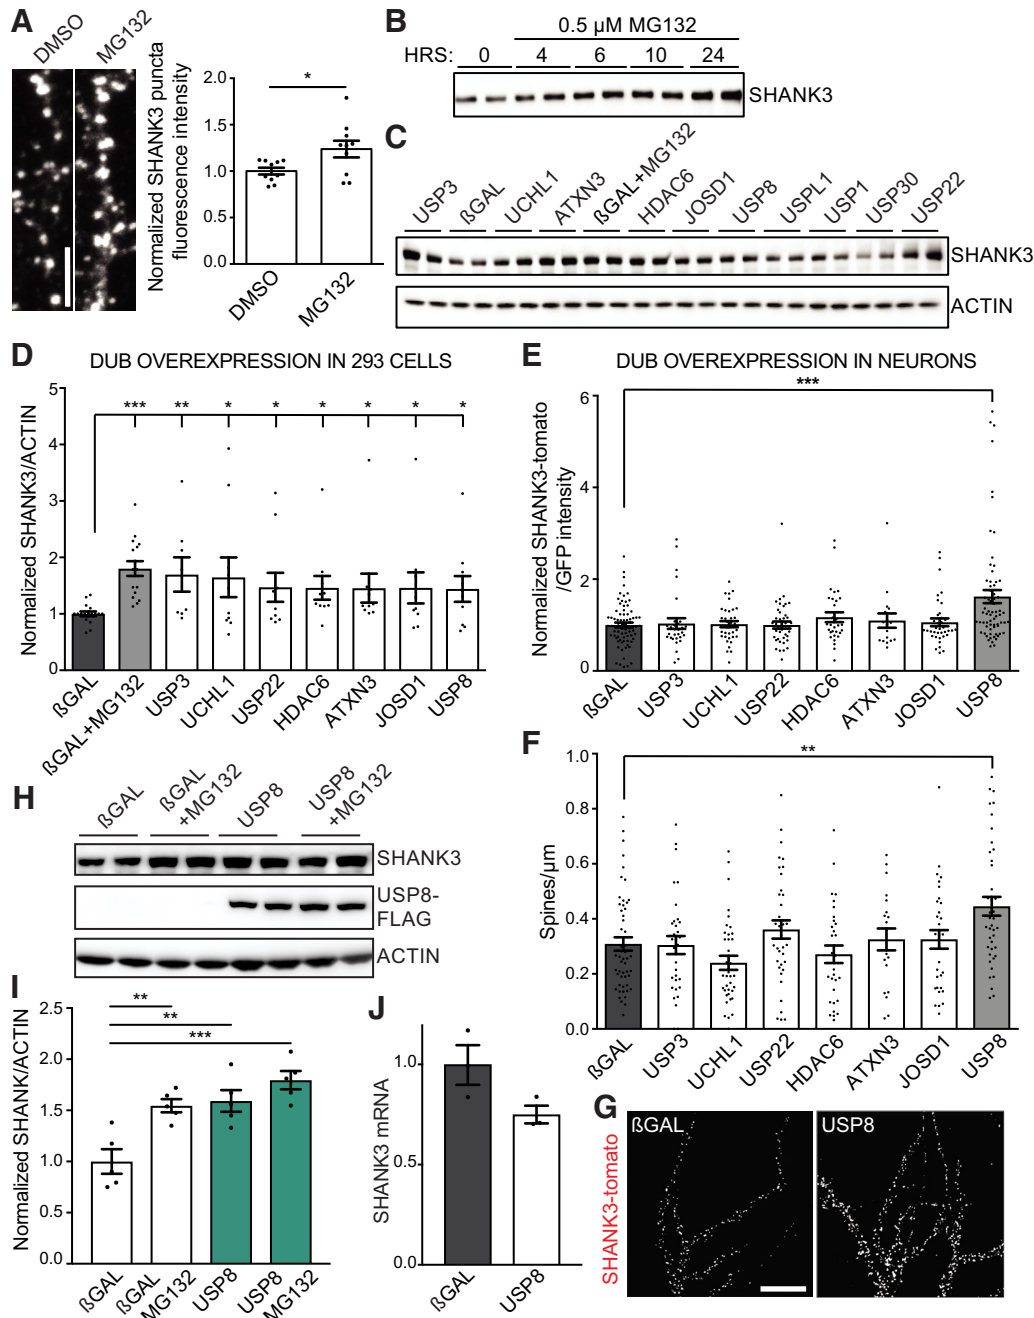 A
DMSO
MG132
Normalized SHANK3 puncta
fluorescence intensity
2.0
1.5
1.0
0.5
0.0
*
DMSO
MG132
B
0.5 µM MG132
HRS: 0 4 6 10 24
SHANK3
C
USP3 ßGAL UCHL1 ATXN3 ßGAL+MG132 HDAC6 JOSD1 USP8 USPL1 USP1 USP30 USP22
SHANK3
ACTIN
D
DUB OVEREXPRESSION IN 293 CELLS
Normalized SHANK3/ACTIN
5
4
3
2
1
0
*** ** * * * * * *
ßGAL ßGAL+MG132 USP3 UCHL1 USP22 HDAC6 ATXN3 JOSD1 USP8
E
DUB OVEREXPRESSION IN NEURONS
Normalized SHANK3-tomato
/GFP intensity
6
4
2
0
***
ßGAL USP3 UCHL1 USP22 HDAC6 ATXN3 JOSD1 USP8
F
Spines/µm
1.0
0.8
0.6
0.4
0.2
0.0
**
ßGAL USP3 UCHL1 USP22 HDAC6 ATXN3 JOSD1 USP8
H
ßGAL
ßGAL
+MG132
USP8
USP8
+MG132
SHANK3
USP8-
FLAG
ACTIN
I
Normalized SHANK/ACTIN
2.5
2.0
1.5
1.0
0.5
0.0
**
**
***
ßGAL
ßGAL
MG132
USP8
USP8
MG132
J
SHANK3 mRNA
1.0
0.5
0.0
ßGAL
USP8
G
SHANK3-tomato
ßGAL
USP8